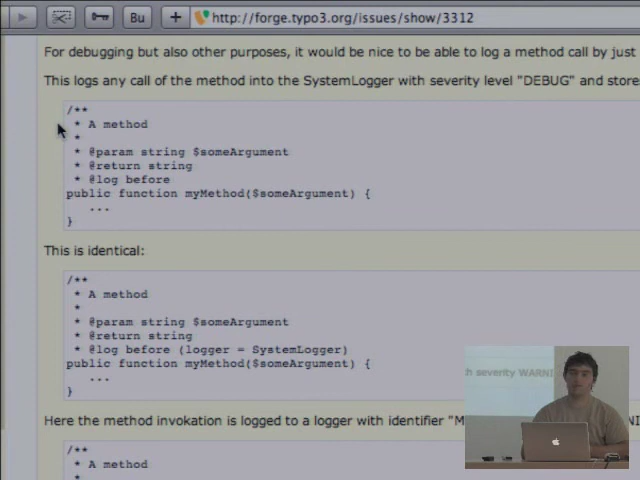 Bu
http://forge.typo3.org/issues/show/3312
For debugging but also other purposes, it would be nice to be able to log a method call by just
This logs any call of the method into the SystemLogger with severity level "DEBUG" and store
/**
* A method
*
* @param string $someArgument
* @return string
* @log before
public function myMethod($someArgument) {
...
}
This is identical:
/**
* A method
*
* @param string $someArgument
* @return string
* @log before (logger = SystemLogger)
public function myMethod($someArgument) {
...
}
severity WARNI
Here the method invokation is logged to a logger with identifier "M
/**
* A method
*